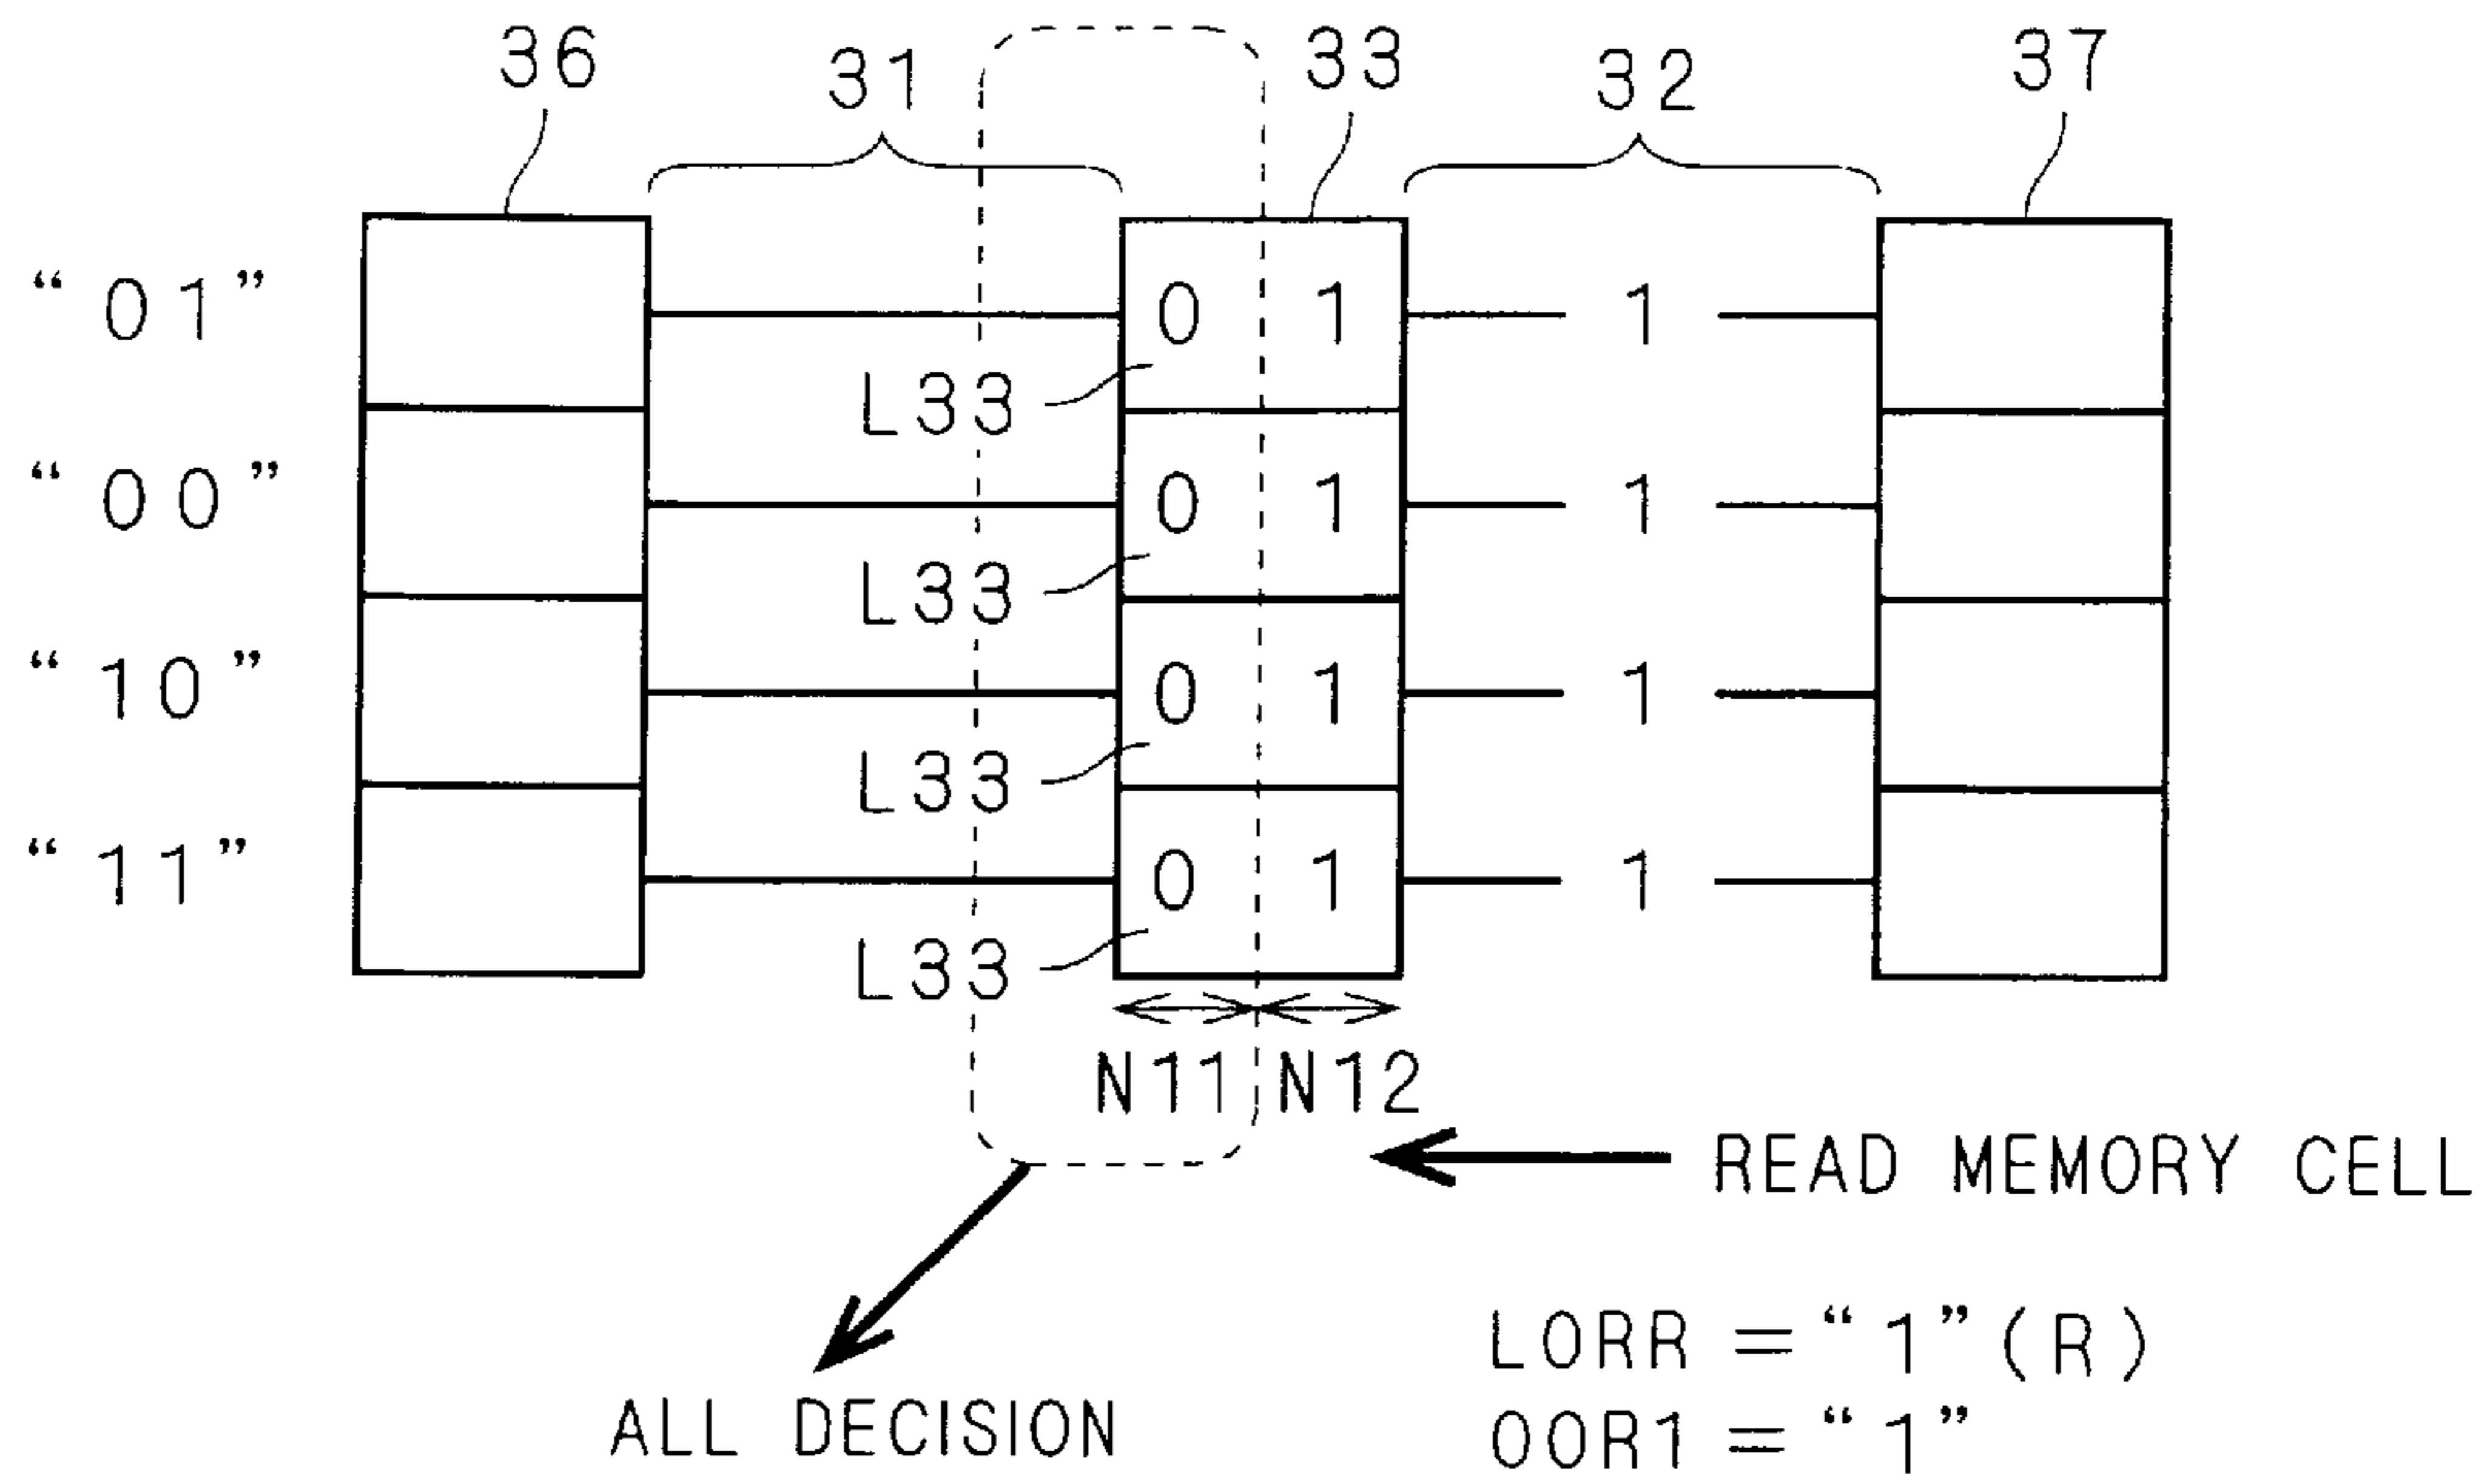 36 31 33 32 37
“01” 0 1 1
L33
“00” 0 1 1
L33
“10” 0 1 1
L33
“11” 0 1 1
L33
N11 N12
READ MEMORY CELL
ALL DECISION
LORR = “1” (R)
OOR1 = “1”